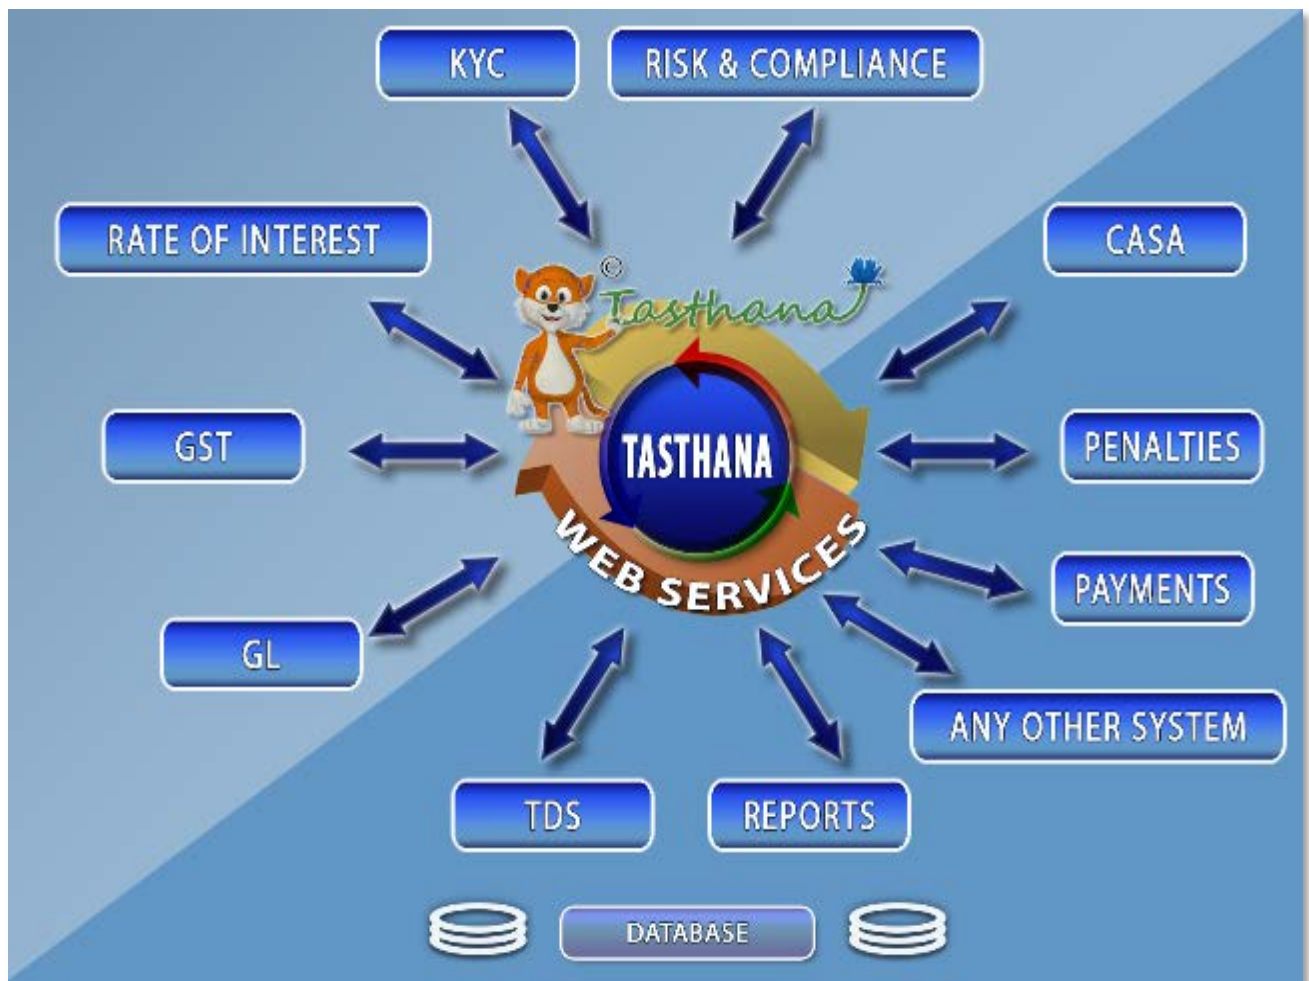 KYC
RISK & COMPLIANCE
RATE OF INTEREST
CASA
©
Tasthana
GST
TASTHANA
PENALTIES
WEB SERVICES
PAYMENTS
GL
ANY OTHER SYSTEM
TDS
REPORTS
DATABASE